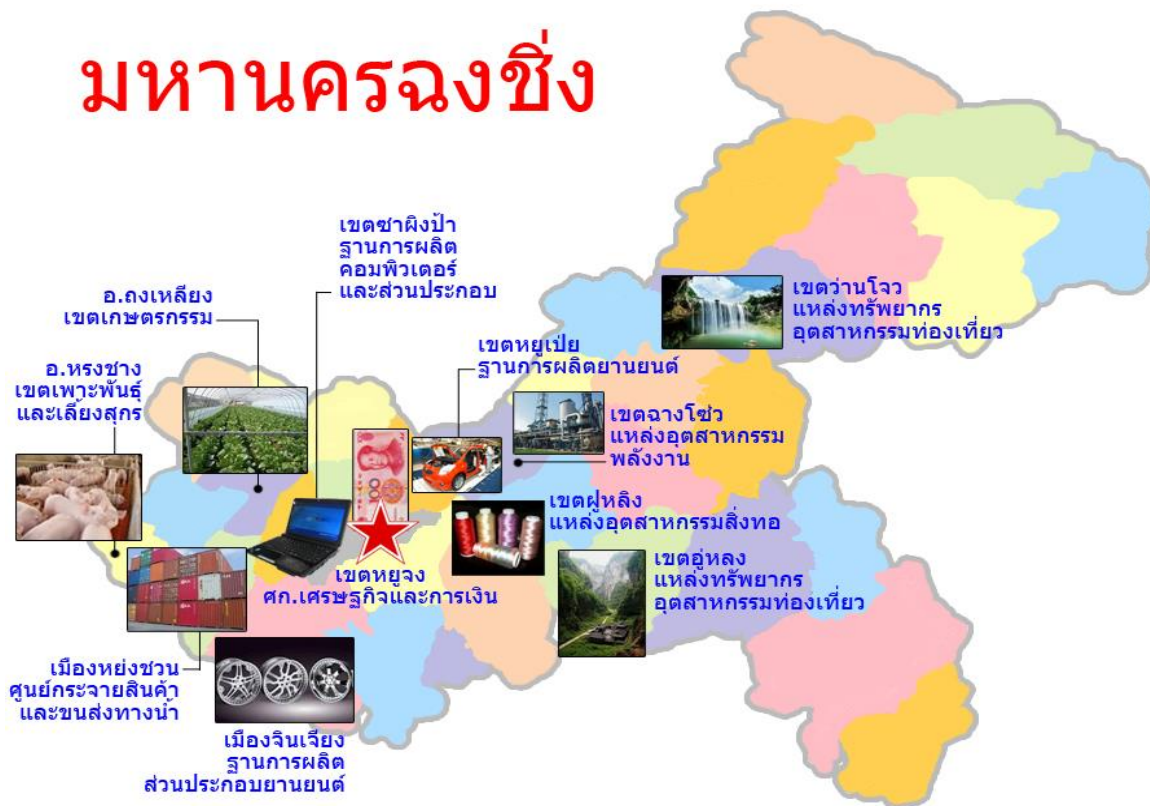 มหานครฉงชิ่ง
เขตซาผิงป้า
ฐานการผลิต
คอมพิวเตอร์
และส่วนประกอบ
อ.ถงเหลียง
เขตเกษตรกรรม
อ.หรงชาง
เขตเพาะพันธุ์
และเลี้ยงสุกร
เขตหยูเป่ย
ฐานการผลิตยานยนต์
เขตว่านโจว
แหล่งทรัพยากร
อุตสาหกรรมท่องเที่ยว
เขตฉางโซ่ว
แหล่งอุตสาหกรรม
พลังงาน
เขตฝูหลิง
แหล่งอุตสาหกรรมสิ่งทอ
เขตอู่หลง
แหล่งทรัพยากร
อุตสาหกรรมท่องเที่ยว
เขตหยูจง
ศก.เศรษฐกิจและการเงิน
เมืองหย่งชวน
ศูนย์กระจายสินค้า
และขนส่งทางน้ำ
เมืองจินเจียง
ฐานการผลิต
ส่วนประกอบยานยนต์
100